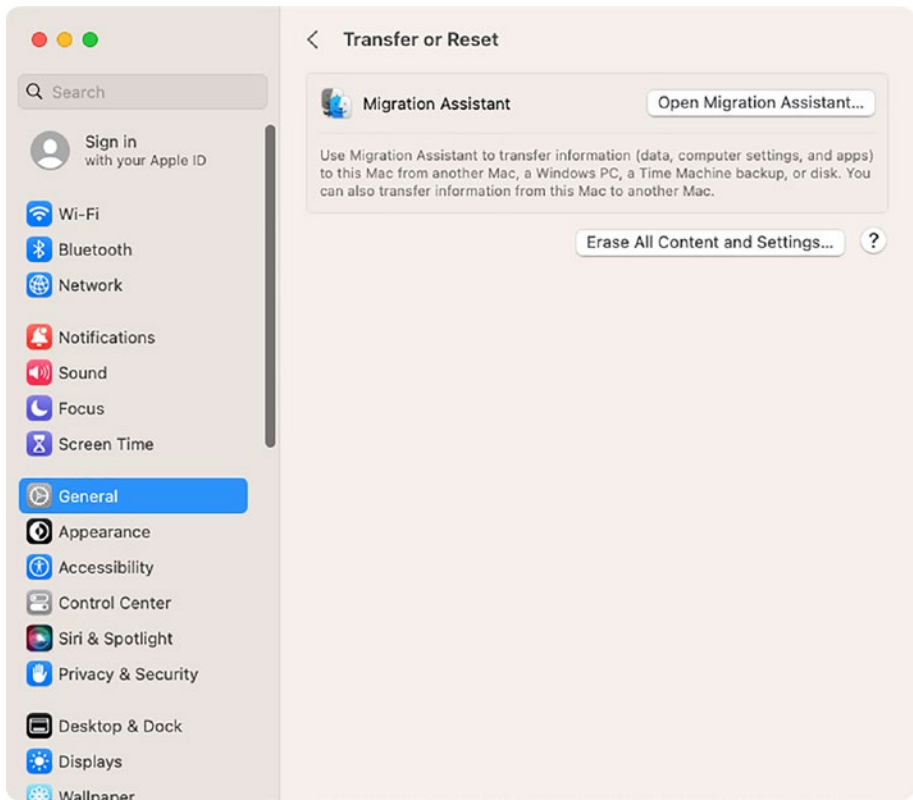 Transfer or Reset
Search
Sign in
with your Apple ID
Wi-Fi
Bluetooth
Network
Notifications
Sound
Focus
Screen Time
General
Appearance
Accessibility
Control Center
Siri & Spotlight
Privacy & Security
Desktop & Dock
Displays
Wallpaper
Migration Assistant
Open Migration Assistant...
Use Migration Assistant to transfer information (data, computer settings, and apps)
to this Mac from another Mac, a Windows PC, a Time Machine backup, or disk. You
can also transfer information from this Mac to another Mac.
Erase All Content and Settings...
?